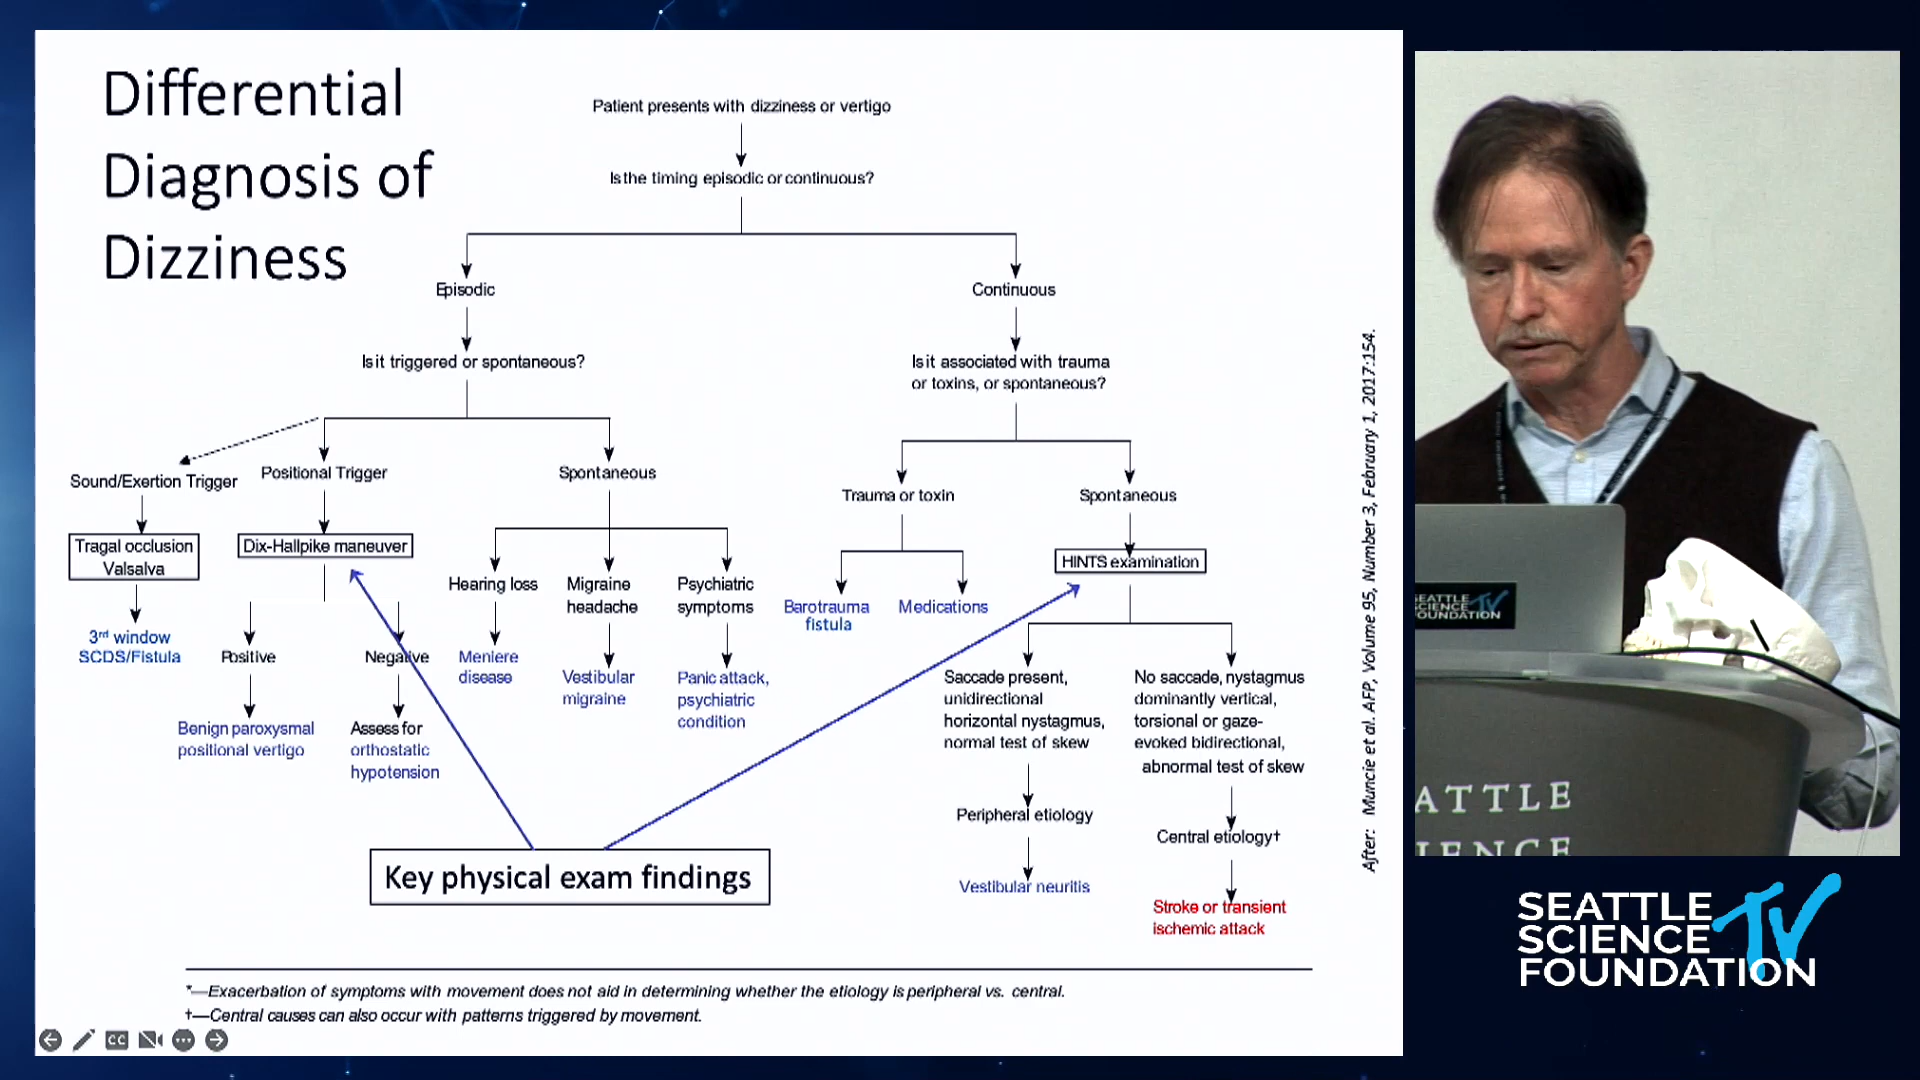 Differential
Diagnosis of
Dizziness
Patient presents with dizziness or vertigo
Is the timing episodic or continuous?
Episodic
Continuous
Is it triggered or spontaneous?
Is it associated with trauma
or toxins, or spontaneous?
Sound/Exertion Trigger
Positional Trigger
Spontaneous
Trauma or toxin
Spontaneous
Tragal occlusion
Valsalva
Dix-Hallpike maneuver
HINTS examination
Hearing loss
Migraine
headache
Psychiatric
symptoms
Barotrauma
fistula
Medications
3rd window
SCDS/Fistula
Positive
Negative
Meniere
disease
Vestibular
migraine
Panic attack,
psychiatric
condition
Saccade present,
unidirectional
horizontal nystagmus,
normal test of skew
No saccade, nystagmus
dominantly vertical,
torsional or gaze-
evoked bidirectional,
abnormal test of skew
Benign paroxysmal
positional vertigo
Assess for
orthostatic
hypotension
Peripheral etiology
Central etiology†
Key physical exam findings
Vestibular neuritis
Stroke or transient
ischemic attack
*—Exacerbation of symptoms with movement does not aid in determining whether the etiology is peripheral vs. central.
†—Central causes can also occur with patterns triggered by movement.
After: Muncie et al. AFP, Volume 95, Number 3, February 1, 2017:154.
CC
SEATTLE
SCIENCE
FOUNDATION
TV
ATTLE
IENCE
SEATTLE
SCIENCE
FOUNDATION
TV